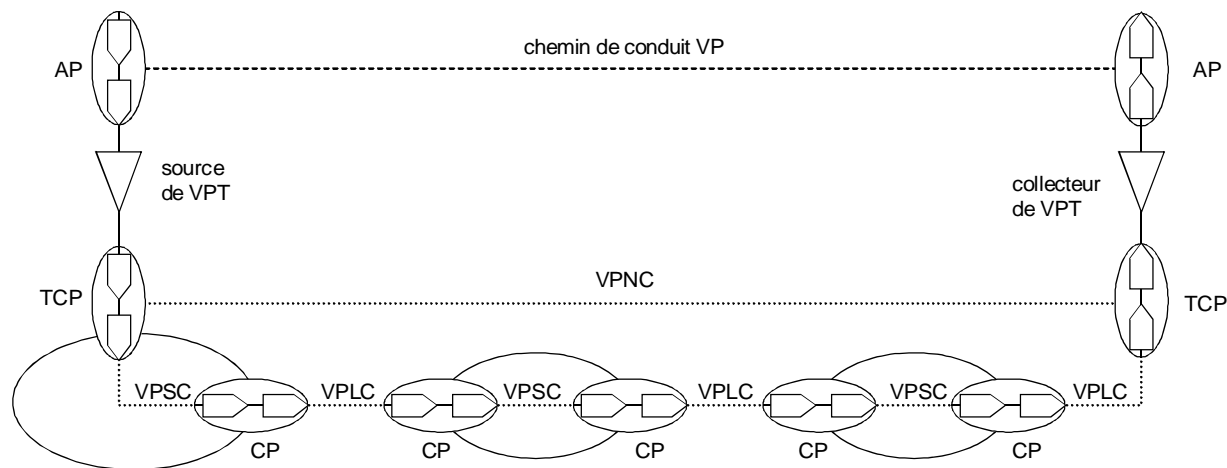 chemin de conduit VP
AP
AP
source
de VPT
collecteur
de VPT
TCP
VPNC
TCP
VPSC
VPLC
VPSC
VPLC
VPSC
VPLC
CP
CP
CP
CP
CP